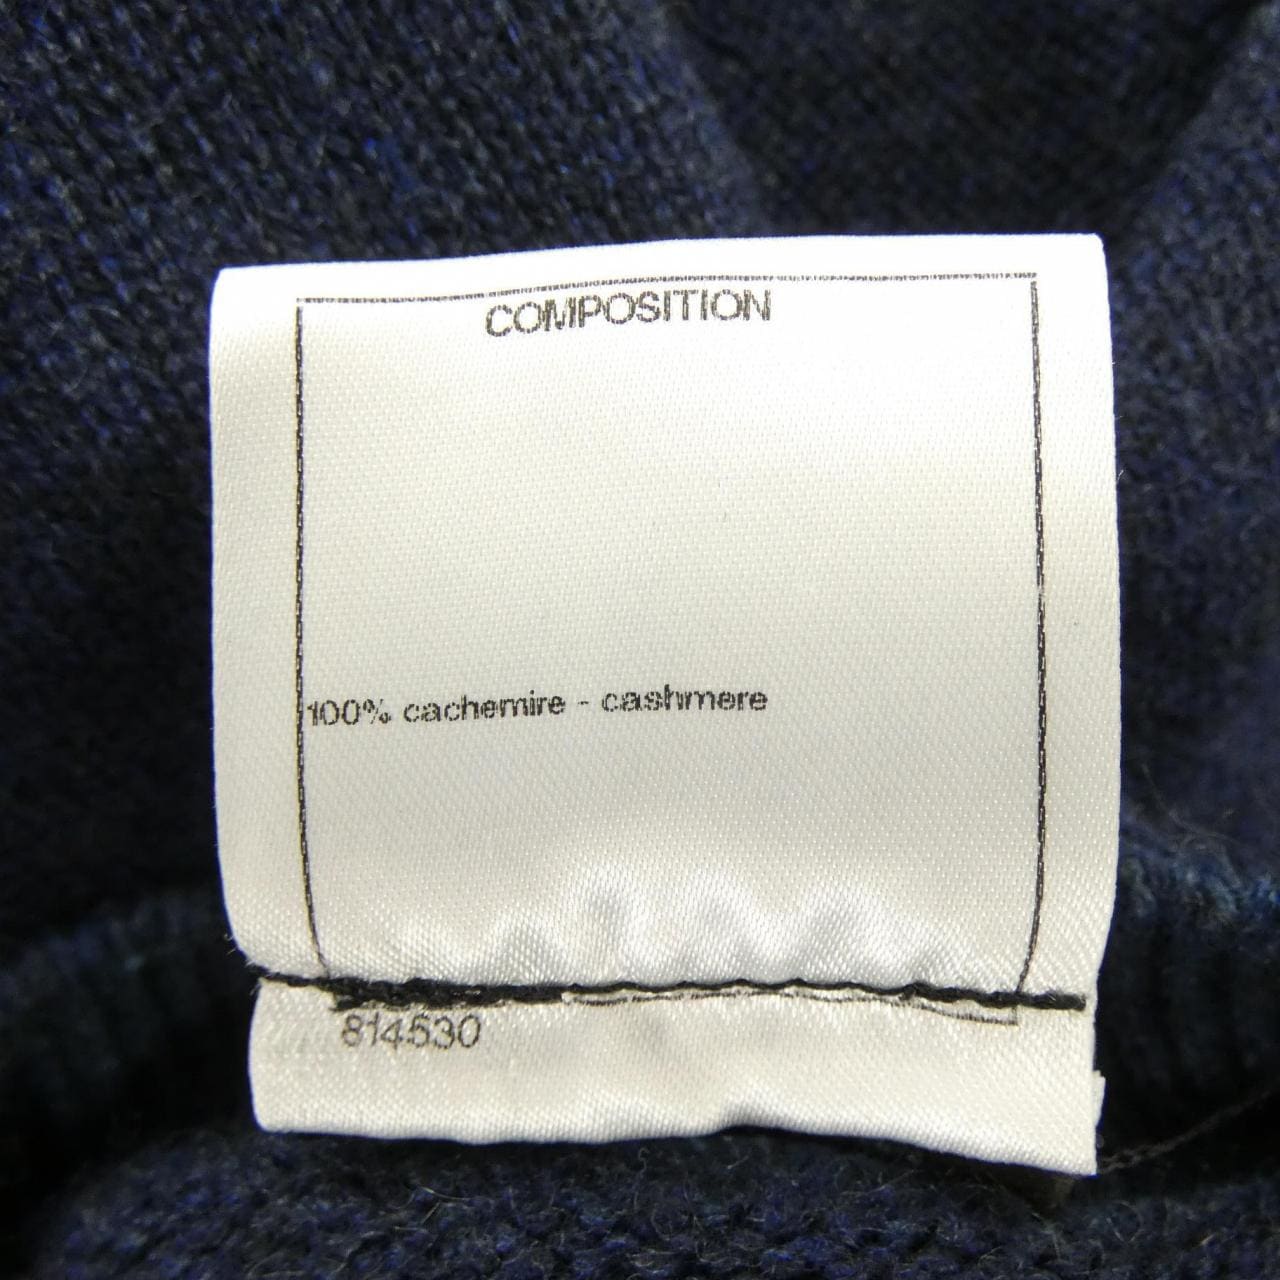 COMPOSITION
100% cachemire - cashmere
814530